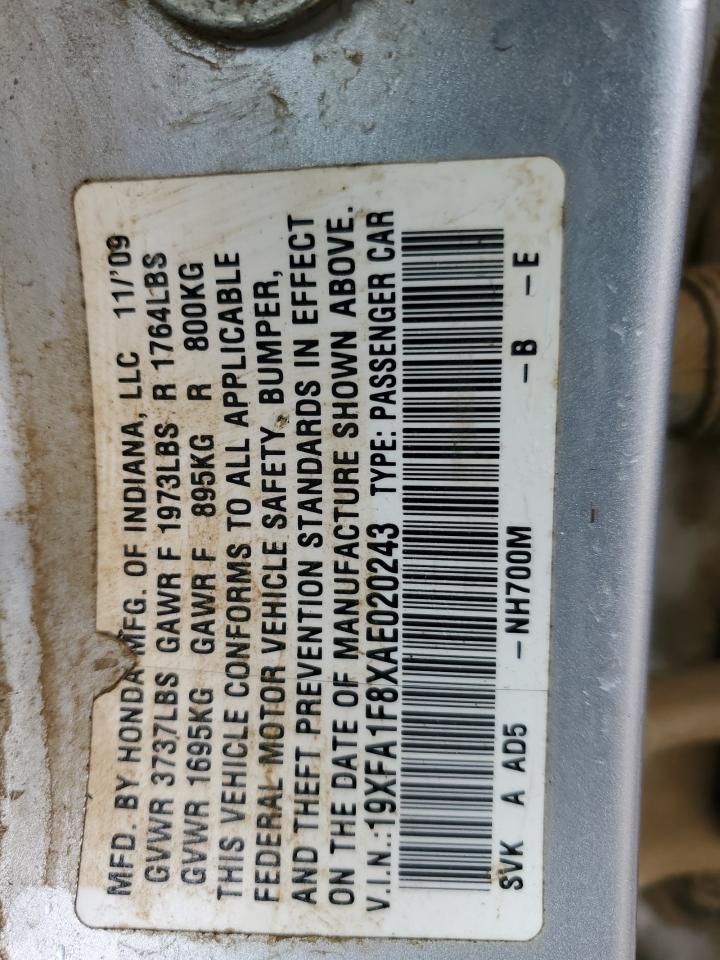 MFD. BY HONDA MFG. OF INDIANA, LLC 11/'09
GVWR 3737LBS GAWR F 1973LBS R 1764LBS
GVWR 1695KG GAWR F 895KG R 800KG
THIS VEHICLE CONFORMS TO ALL APPLICABLE
FEDERAL MOTOR VEHICLE SAFETY, BUMPER,
AND THEFT PREVENTION STANDARDS IN EFFECT
ON THE DATE OF MANUFACTURE SHOWN ABOVE.
V.I.N.:19XFA1F8XAE020243 TYPE: PASSENGER CAR
SVK A AD5 -NH700M -B -E